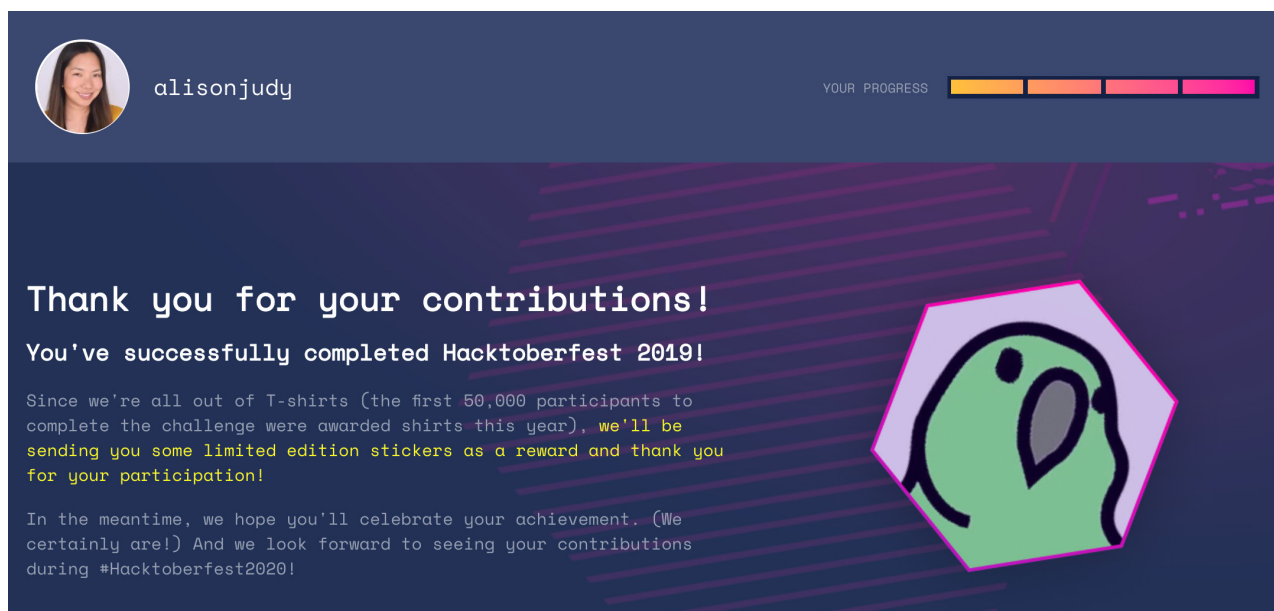 alisonjudy
YOUR PROGRESS
Thank you for your contributions!
You've successfully completed Hacktoberfest 2019!
Since we're all out of T-shirts (the first 50,000 participants to
complete the challenge were awarded shirts this year), we'll be
sending you some limited edition stickers as a reward and thank you
for your participation!
In the meantime, we hope you'll celebrate your achievement. (We
certainly are!) And we look forward to seeing your contributions
during #Hacktoberfest2020!